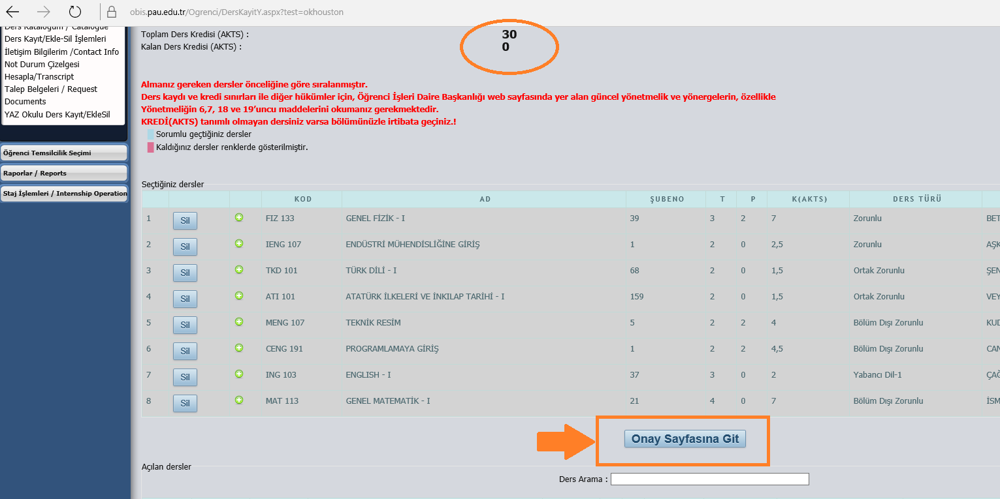 obis.pau.edu.tr/Ogrenci/DersKayitY.aspx?test=okhouston
Ders Kataloğum / Catalogue
Ders Kayıt/Ekle-Sil İşlemleri
İletişim Bilgilerim /Contact Info
Not Durum Çizelgesi
Hesapla/Transcript
Talep Belgeleri / Request
Documents
YAZ Okulu Ders Kayıt/EkleSil
Öğrenci Temsilcilik Seçimi
Raporlar / Reports
Staj İşlemleri / Internship Operation
Toplam Ders Kredisi (AKTS) : 30
Kalan Ders Kredisi (AKTS) : 0
Almanız gereken dersler önceliğine göre sıralanmıştır.
Ders kaydı ve kredi sınırları ile diğer hükümler için, Öğrenci İşleri Daire Başkanlığı web sayfasında yer alan güncel yönetmelik ve yönergelerin, özellikle
Yönetmeliğin 6,7, 18 ve 19’uncu maddelerini okumanız gerekmektedir.
KREDİ(AKTS) tanımlı olmayan dersiniz varsa bölümünüzle irtibata geçiniz.!
Sorumlu geçtiğiniz dersler
Kaldığınız dersler renklerde gösterilmiştir.
Seçtiğiniz dersler
KOD AD ŞUBENO T P K(AKTS) DERS TÜRÜ
1 Sil FIZ 133 GENEL FİZİK - I 39 3 2 7 Zorunlu BET
2 Sil IENG 107 ENDÜSTRİ MÜHENDİSLİĞİNE GİRİŞ 1 2 0 2,5 Zorunlu AŞK
3 Sil TKD 101 TÜRK DİLİ - I 68 2 0 1,5 Ortak Zorunlu ŞEN
4 Sil ATI 101 ATATÜRK İLKELERİ VE İNKILAP TARİHİ - I 159 2 0 1,5 Ortak Zorunlu VEY
5 Sil MENG 107 TEKNİK RESİM 5 2 2 4 Bölüm Dışı Zorunlu KUD
6 Sil CENG 191 PROGRAMLAMAYA GİRİŞ 1 2 2 4,5 Bölüm Dışı Zorunlu CAN
7 Sil ING 103 ENGLISH - I 37 3 0 2 Yabancı Dil-1 ÇAĞ
8 Sil MAT 113 GENEL MATEMATİK - I 21 4 0 7 Bölüm Dışı Zorunlu İSM
Onay Sayfasına Git
Açılan dersler
Ders Arama :